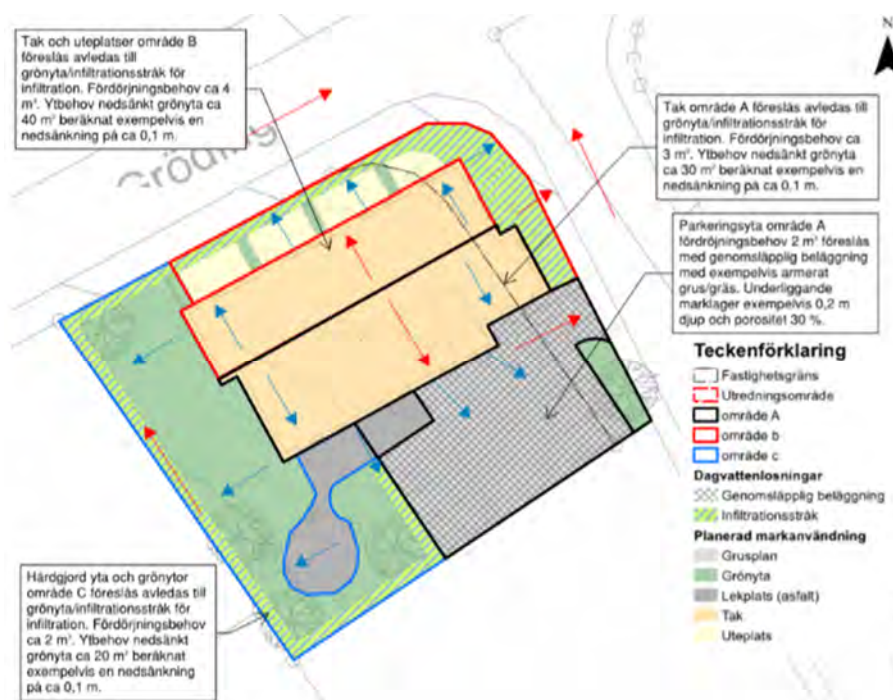 Tak och uteplatser område B
föreslås avledas till
grönyta/infiltrationsstråk för
infiltration. Fördörjningsbehov ca 4
m³. Ytbehov nedsänkt grönyta ca
40 m² beräknat exempelvis en
nedsänkning på ca 0,1 m.
Gröding
N
Tak område A föreslås avledas till
grönyta/infiltrationsstråk för
infiltration. Fördörjningsbehov ca
3 m³. Ytbehov nedsänkt grönyta
ca 30 m² beräknat exempelvis en
nedsänkning på ca 0,1 m.
Parkeringsyta område A
fördröjningsbehov 2 m³ föreslås
med genomsläpplig beläggning
med exempelvis armerat
grus/gräs. Underliggande
marklager exempelvis 0,2 m
djup och porositet 30 %.
Teckenförklaring
Fastighetsgräns
Utredningsområde
område A
område b
område c
Dagvattenlosningar
Genomsläpplig beläggning
Infiltrationsstråk
Planerad markanvändning
Grusplan
Grönyta
Lekplats (asfalt)
Tak
Uteplats
Hårdgjord yta och grönytor
område C föreslås avledas till
grönyta/infiltrationsstråk för
infiltration. Fördörjningsbehov
ca 2 m³. Ytbehov nedsänkt
grönyta ca 20 m² beräknat
exempelvis en nedsänkning
på ca 0,1 m.